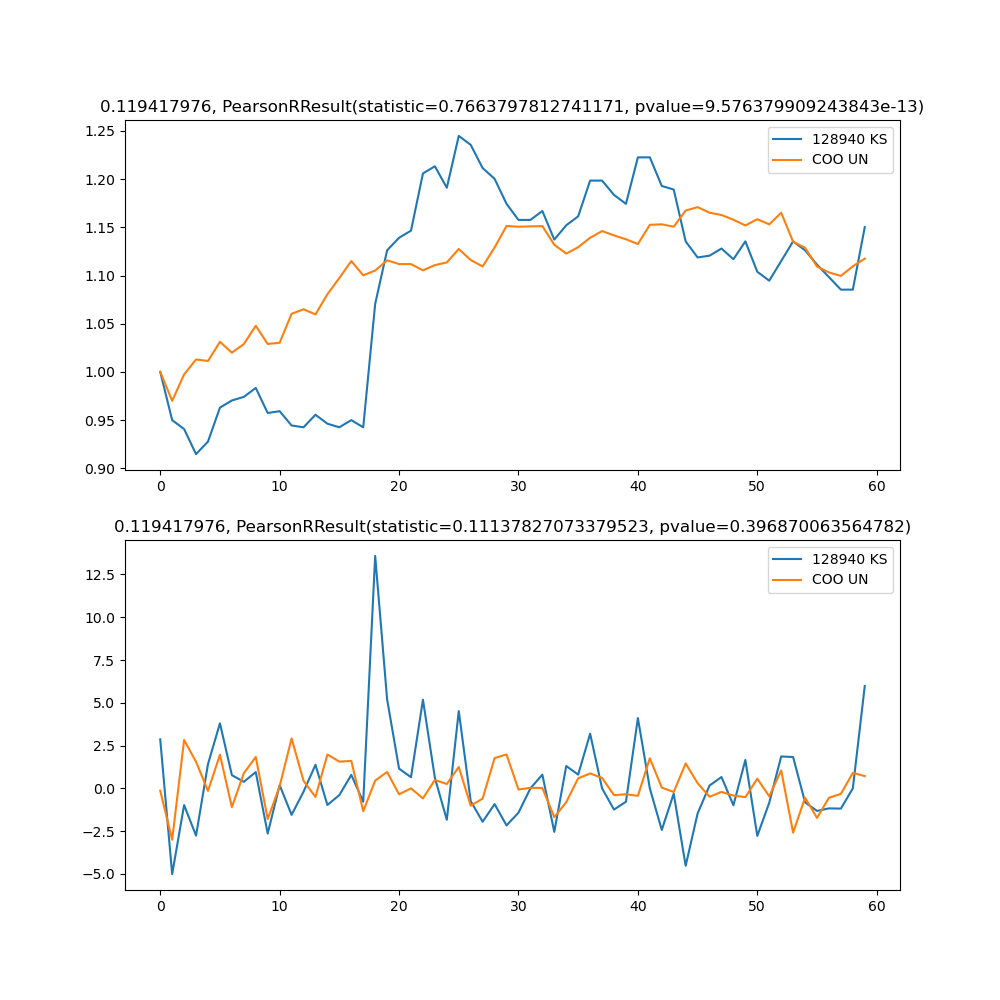 0.119417976, PearsonRResult(statistic=0.7663797812741171, pvalue=9.576379909243843e-13)
128940 KS
COO UN
1.25
1.20
1.15
1.10
1.05
1.00
0.95
0.90
0 10 20 30 40 50 60
0.119417976, PearsonRResult(statistic=0.11137827073379523, pvalue=0.396870063564782)
128940 KS
COO UN
12.5
10.0
7.5
5.0
2.5
0.0
−2.5
−5.0
0 10 20 30 40 50 60